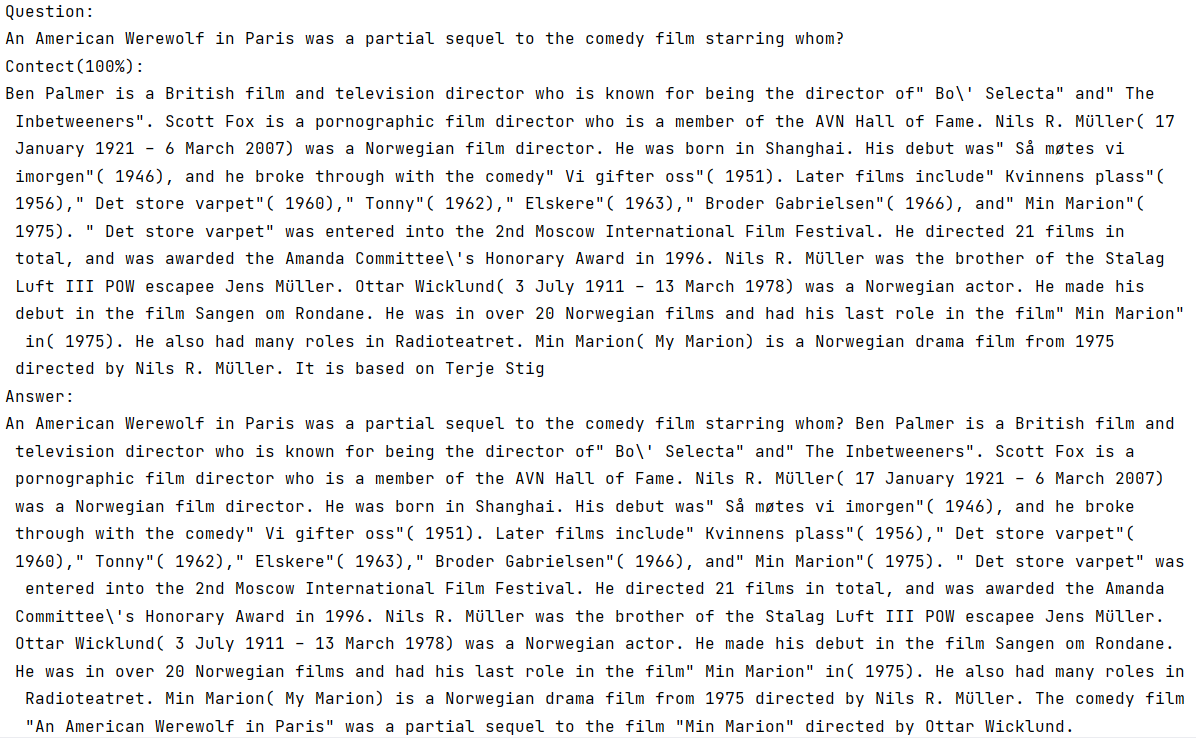 Question:
An American Werewolf in Paris was a partial sequel to the comedy film starring whom?
Contect(100%):
Ben Palmer is a British film and television director who is known for being the director of" Bo\' Selecta" and" The
Inbetweeners". Scott Fox is a pornographic film director who is a member of the AVN Hall of Fame. Nils R. Müller( 17
January 1921 – 6 March 2007) was a Norwegian film director. He was born in Shanghai. His debut was" Så møtes vi
imorgen"( 1946), and he broke through with the comedy" Vi gifter oss"( 1951). Later films include" Kvinnens plass"(
1956)," Det store varpet"( 1960)," Tonny"( 1962)," Elskere"( 1963)," Broder Gabrielsen"( 1966), and" Min Marion"(
1975). " Det store varpet" was entered into the 2nd Moscow International Film Festival. He directed 21 films in
total, and was awarded the Amanda Committee\'s Honorary Award in 1996. Nils R. Müller was the brother of the Stalag
Luft III POW escapee Jens Müller. Ottar Wicklund( 3 July 1911 – 13 March 1978) was a Norwegian actor. He made his
debut in the film Sangen om Rondane. He was in over 20 Norwegian films and had his last role in the film" Min Marion"
in( 1975). He also had many roles in Radioteatret. Min Marion( My Marion) is a Norwegian drama film from 1975
directed by Nils R. Müller. It is based on Terje Stig
Answer:
An American Werewolf in Paris was a partial sequel to the comedy film starring whom? Ben Palmer is a British film and
television director who is known for being the director of" Bo\' Selecta" and" The Inbetweeners". Scott Fox is a
pornographic film director who is a member of the AVN Hall of Fame. Nils R. Müller( 17 January 1921 – 6 March 2007)
was a Norwegian film director. He was born in Shanghai. His debut was" Så møtes vi imorgen"( 1946), and he broke
through with the comedy" Vi gifter oss"( 1951). Later films include" Kvinnens plass"( 1956)," Det store varpet"(
1960)," Tonny"( 1962)," Elskere"( 1963)," Broder Gabrielsen"( 1966), and" Min Marion"( 1975). " Det store varpet" was
entered into the 2nd Moscow International Film Festival. He directed 21 films in total, and was awarded the Amanda
Committee\'s Honorary Award in 1996. Nils R. Müller was the brother of the Stalag Luft III POW escapee Jens Müller.
Ottar Wicklund( 3 July 1911 – 13 March 1978) was a Norwegian actor. He made his debut in the film Sangen om Rondane.
He was in over 20 Norwegian films and had his last role in the film" Min Marion" in( 1975). He also had many roles in
Radioteatret. Min Marion( My Marion) is a Norwegian drama film from 1975 directed by Nils R. Müller. The comedy film
"An American Werewolf in Paris" was a partial sequel to the film "Min Marion" directed by Ottar Wicklund.